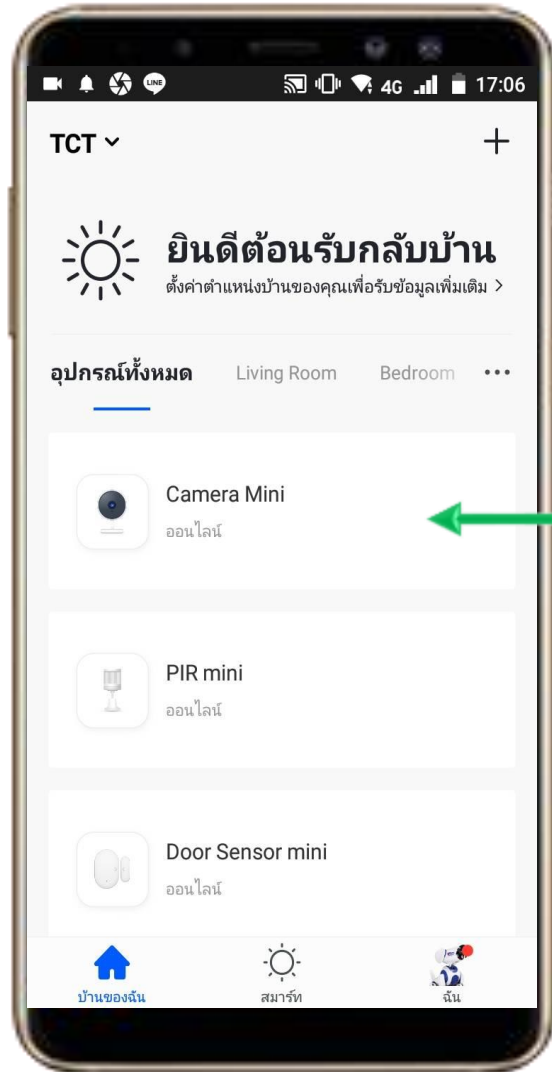 LINE
4G 17:06
TCT
ยินดีต้อนรับกลับบ้าน
ตั้งค่าตำแหน่งบ้านของคุณเพื่อรับข้อมูลเพิ่มเติม >
อุปกรณ์ทั้งหมด Living Room Bedroom
Camera Mini
ออนไลน์
PIR mini
ออนไลน์
Door Sensor mini
ออนไลน์
บ้านของฉัน สมาร์ท ฉัน